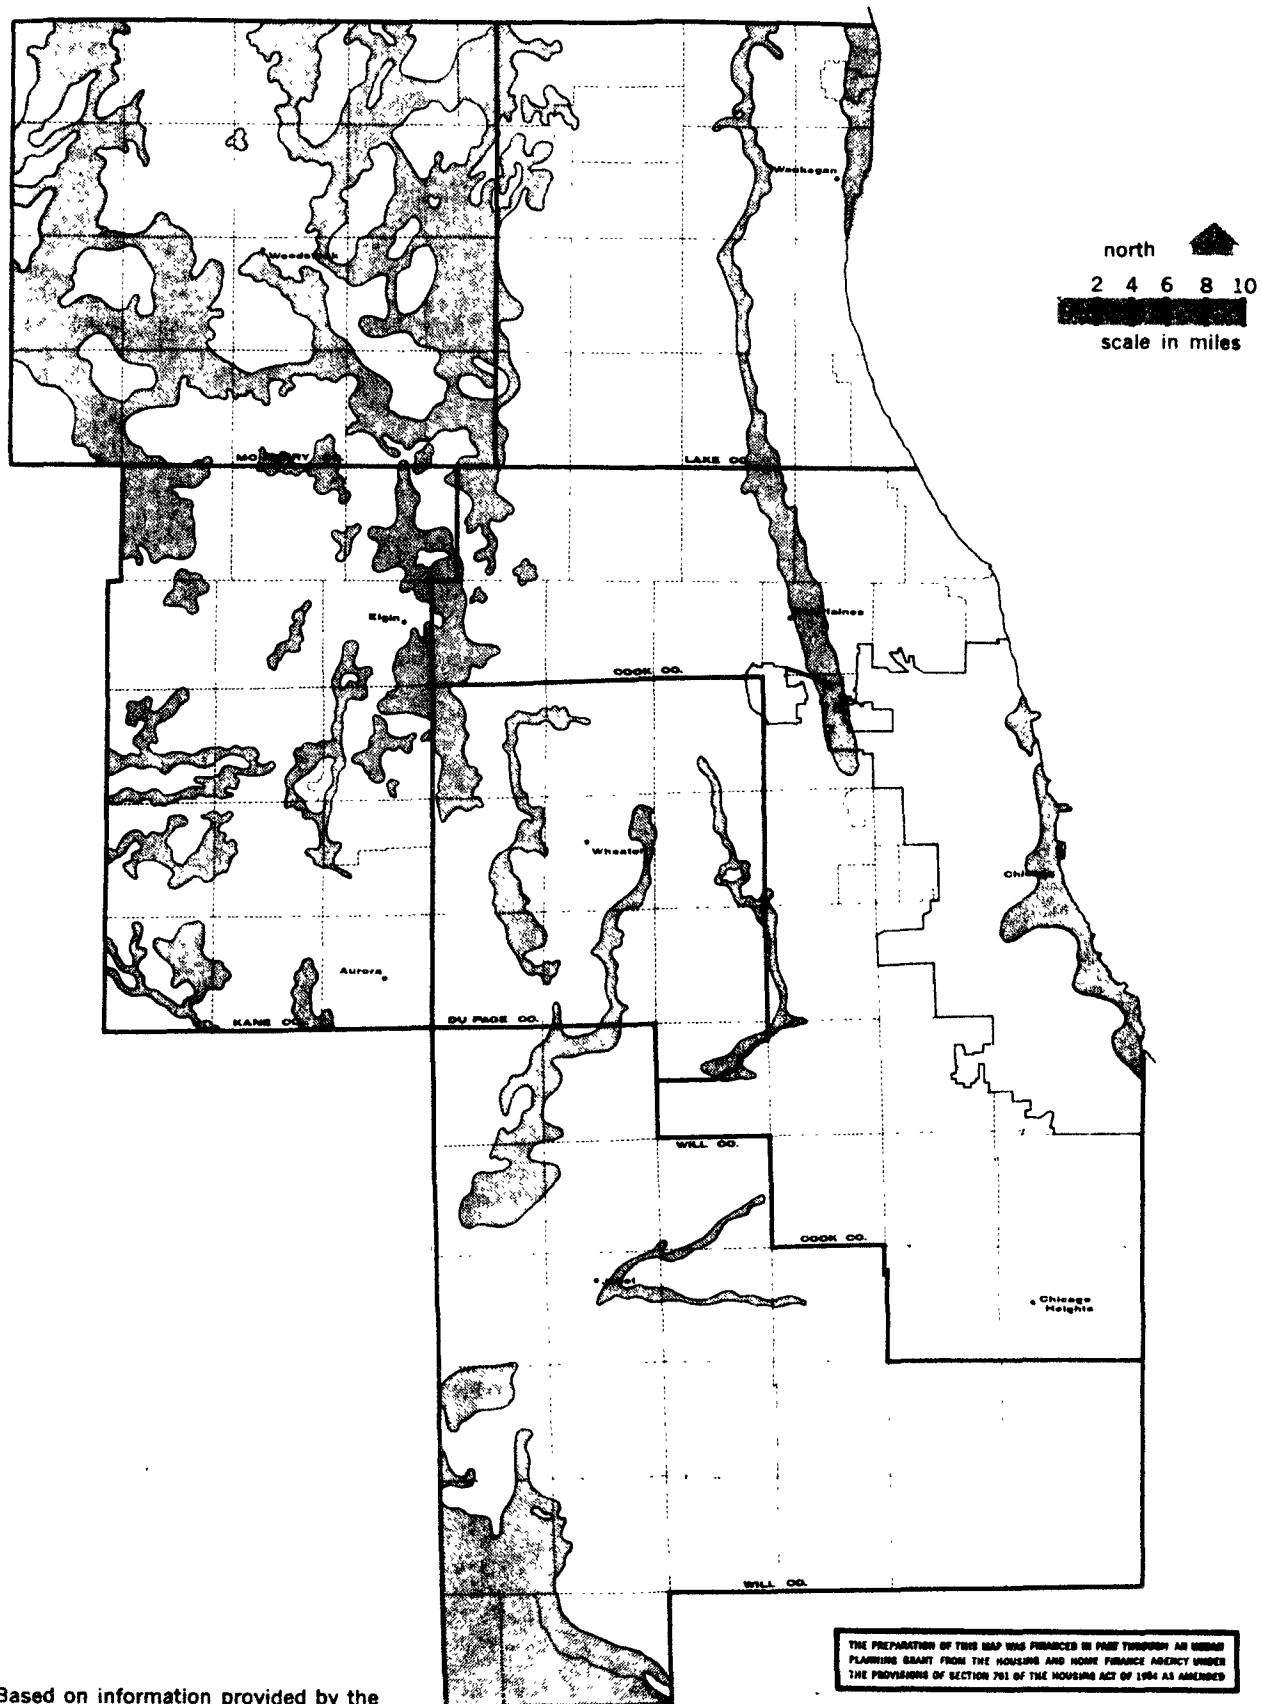 Waukegan
north
2 4 6 8 10
scale in miles
LAKE CO.
Elgin
COOK CO.
Aurora
KANE CO.
DU PAGE CO.
WILL CO.
COOK CO.
Chicago
Heights
WILL CO.
THE PREPARATION OF THIS MAP WAS FINANCED IN PART THROUGH AN URBAN
PLANNING GRANT FROM THE HOUSING AND HOME FINANCE AGENCY UNDER
THE PROVISIONS OF SECTION 701 OF THE HOUSING ACT OF 1954 AS AMENDED
Based on information provided by the